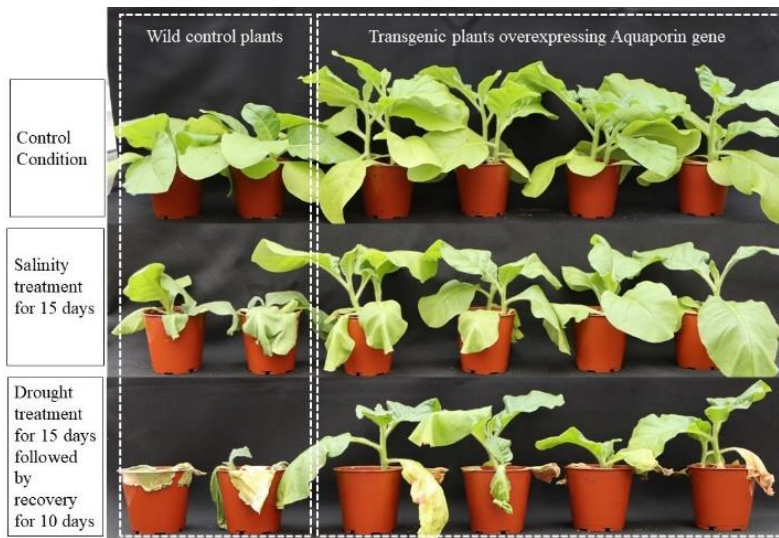 Wild control plants
Transgenic plants overexpressing Aquaporin gene
Control
Condition
Salinity
treatment
for 15 days
Drought
treatment
for 15 days
followed
by
recovery
for 10 days